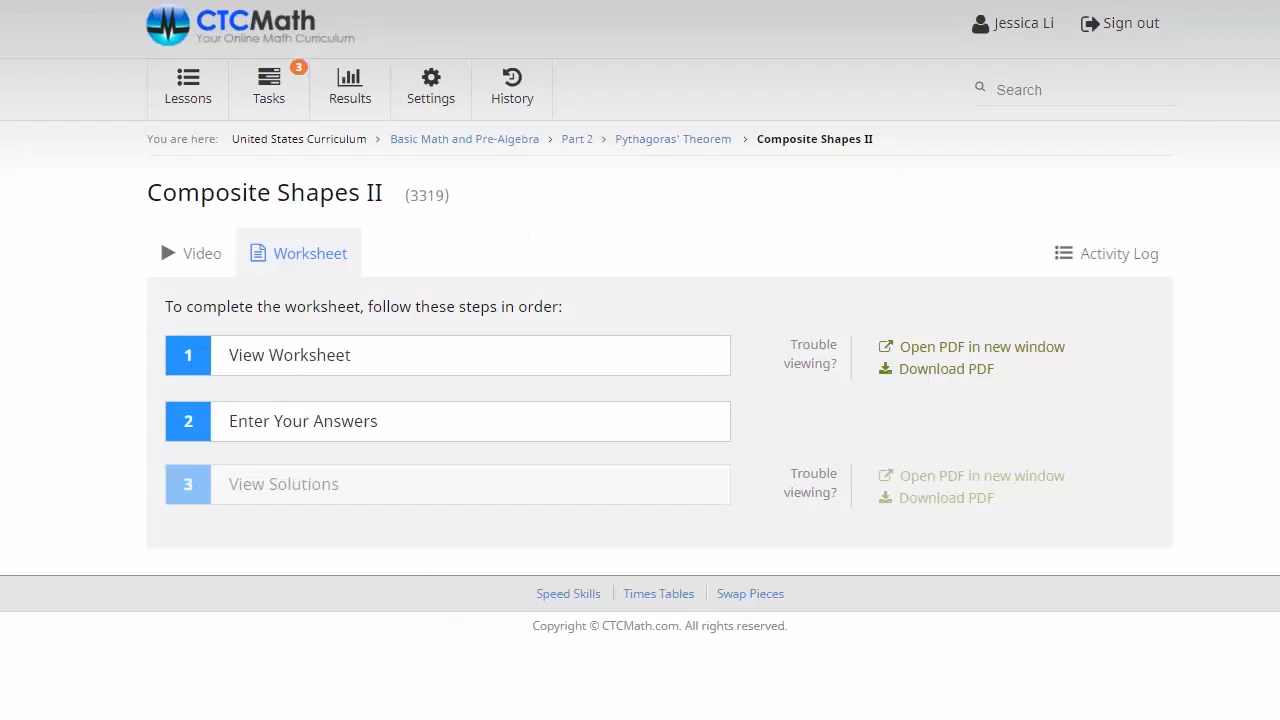 CTCMath
Your Online Math Curriculum
Jessica Li Sign out
Lessons Tasks 3 Results Settings History
Search
You are here: United States Curriculum > Basic Math and Pre-Algebra > Part 2 > Pythagoras' Theorem > Composite Shapes II
Composite Shapes II (3319)
Video Worksheet Activity Log
To complete the worksheet, follow these steps in order:
1 View Worksheet
Trouble viewing?
Open PDF in new window
Download PDF
2 Enter Your Answers
3 View Solutions
Trouble viewing?
Open PDF in new window
Download PDF
Speed Skills Times Tables Swap Pieces
Copyright © CTCMath.com. All rights reserved.